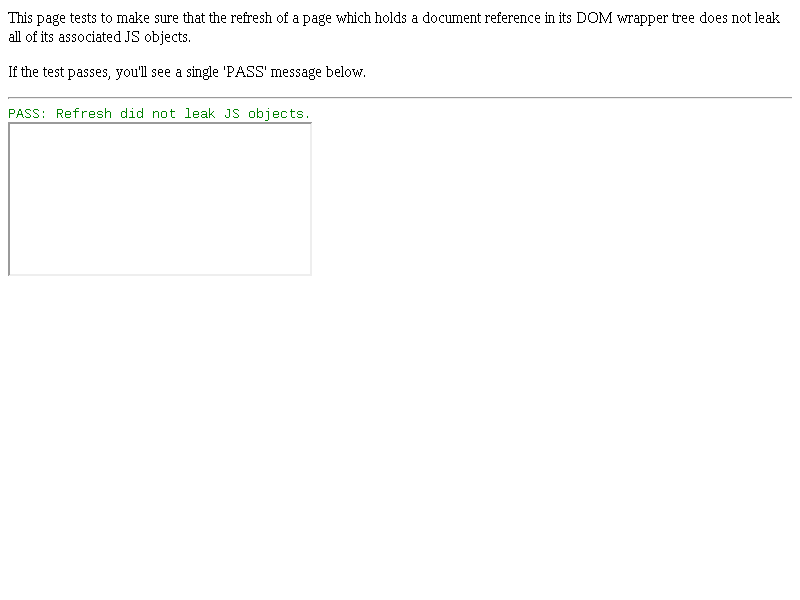 This page tests to make sure that the refresh of a page which holds a document reference in its DOM wrapper tree does not leak
all of its associated JS objects.
If the test passes, you'll see a single 'PASS' message below.
PASS: Refresh did not leak JS objects.